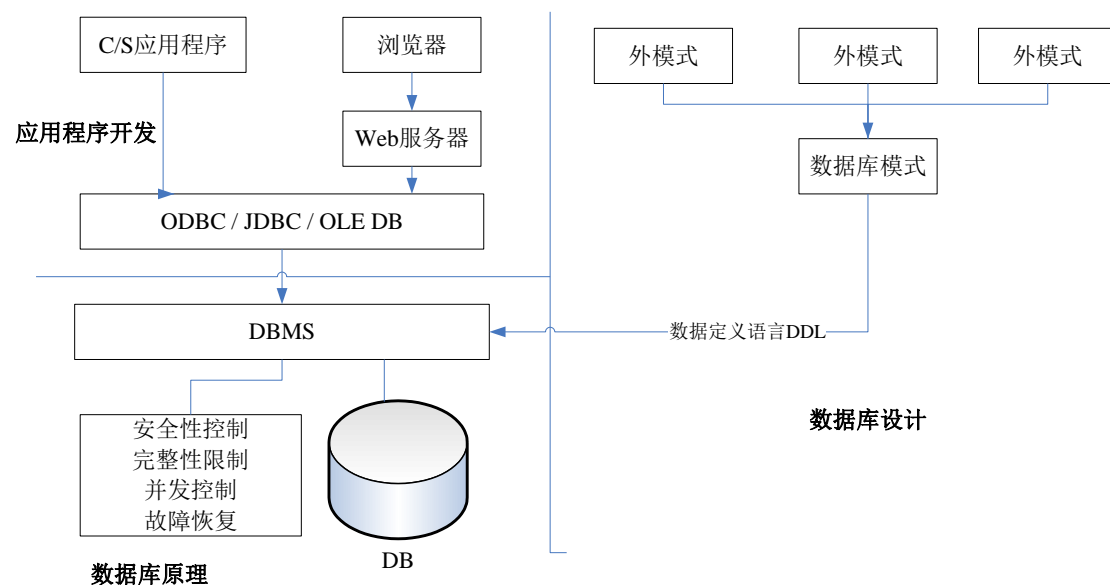 C/S应用程序
浏览器
应用程序开发
Web服务器
ODBC / JDBC / OLE DB
DBMS
安全性控制
完整性限制
并发控制
故障恢复
DB
数据库原理
外模式
外模式
外模式
数据库模式
数据定义语言DDL
数据库设计